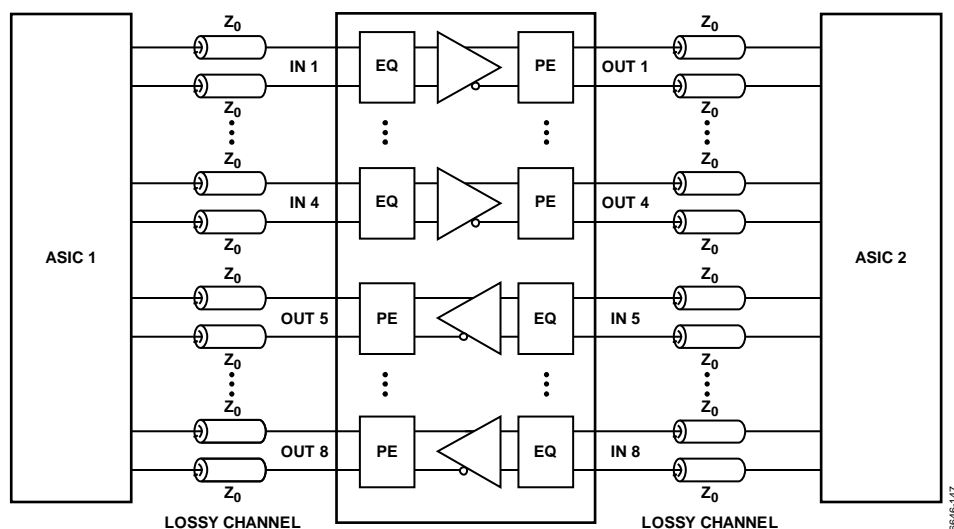 Z0 Z0
IN 1 EQ PE OUT 1
Z0 Z0
Z0 Z0
IN 4 EQ PE OUT 4
Z0 Z0
ASIC 1 ASIC 2
Z0 Z0
OUT 5 PE EQ IN 5
Z0 Z0
Z0 Z0
OUT 8 PE EQ IN 8
Z0 Z0
LOSSY CHANNEL LOSSY CHANNEL